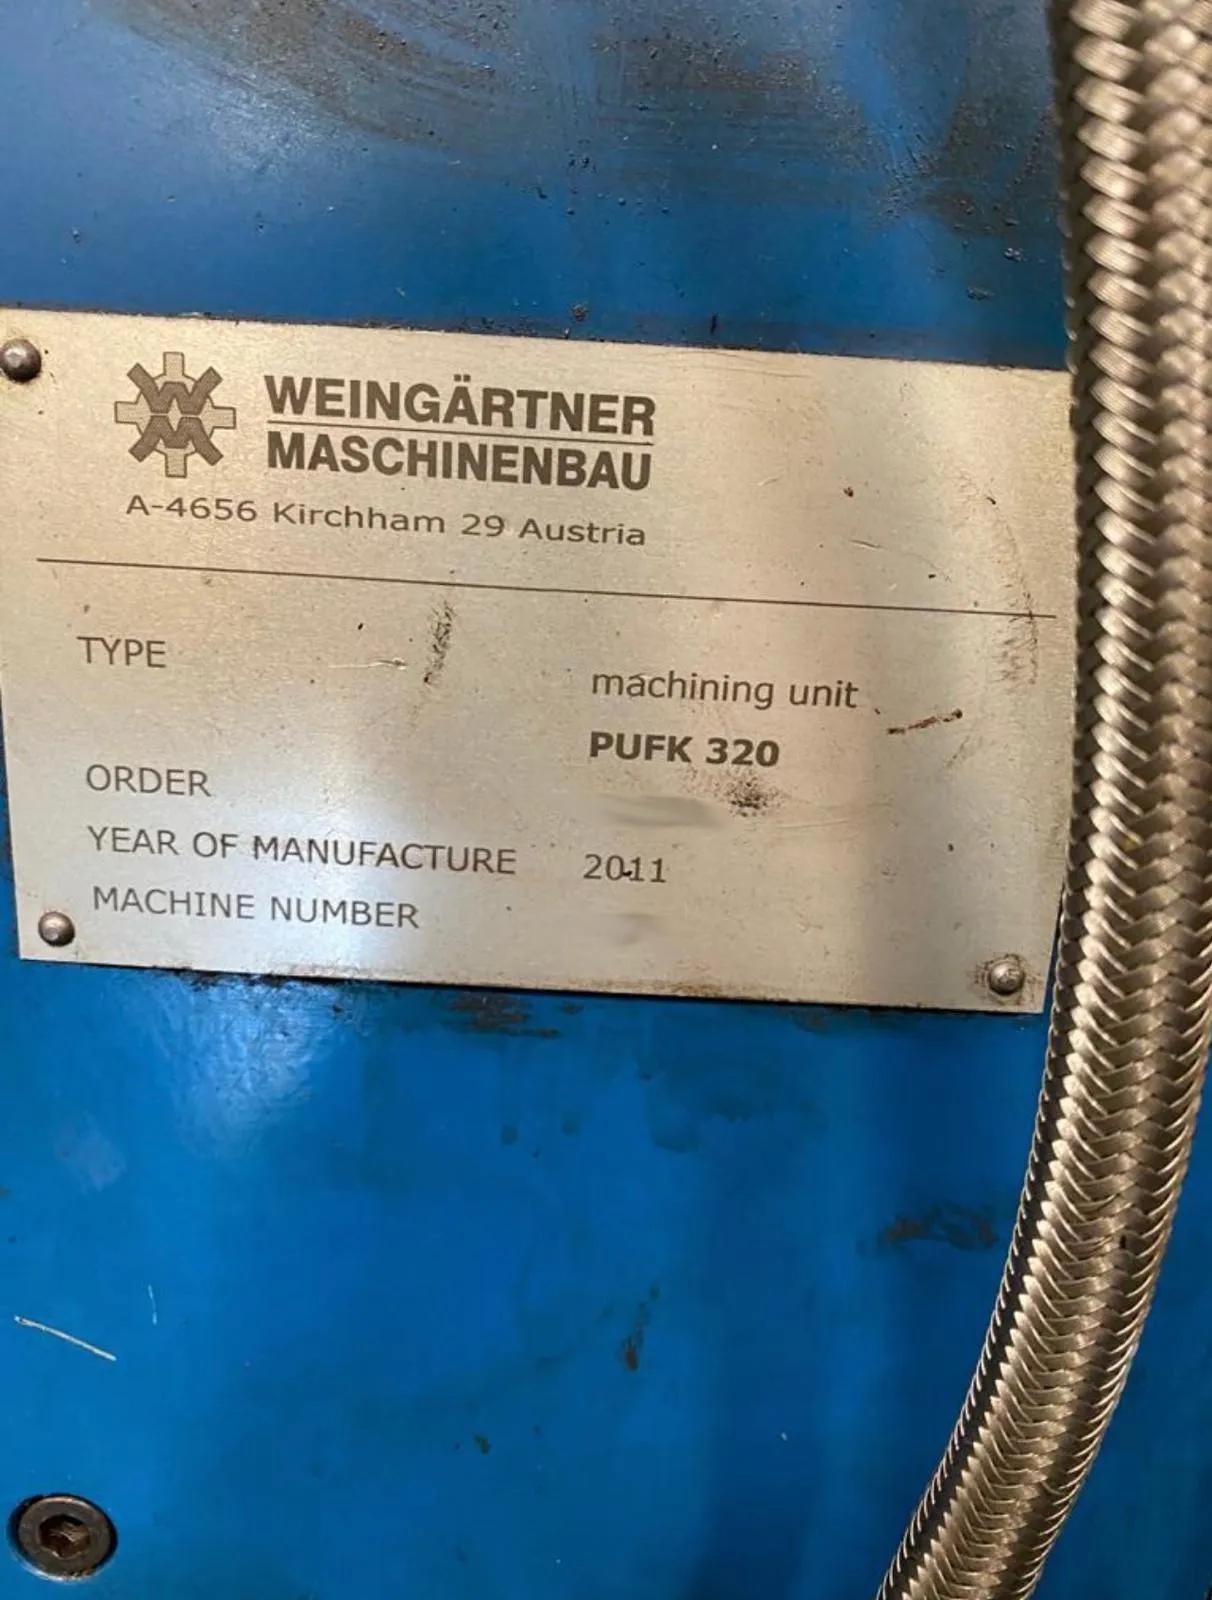 WEINGÄRTNER
MASCHINENBAU
A-4656 Kirchham 29 Austria
TYPE
machining unit
PUFK 320
ORDER
YEAR OF MANUFACTURE 2011
MACHINE NUMBER